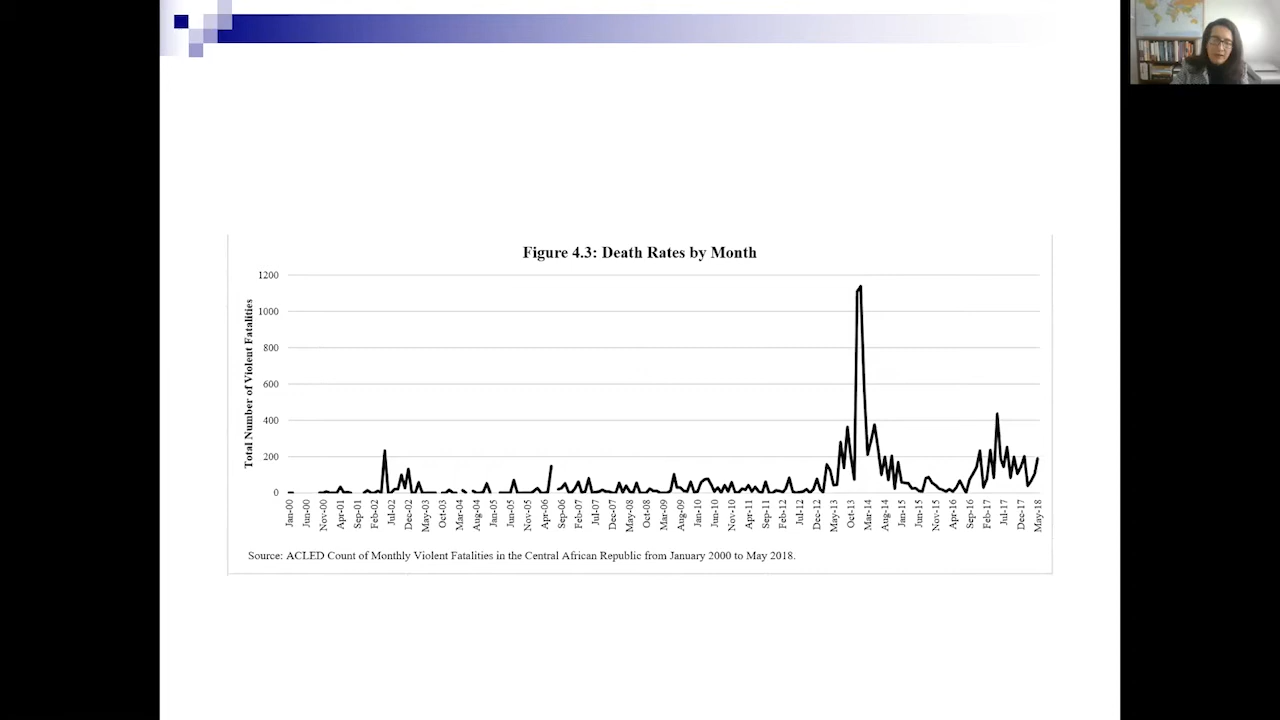 Figure 4.3: Death Rates by Month
Total Number of Violent Fatalities
1200
1000
800
600
400
200
0
Jan-00
Jun-00
Nov-00
Apr-01
Sep-01
Feb-02
Jul-02
Dec-02
May-03
Oct-03
Mar-04
Aug-04
Jan-05
Jun-05
Nov-05
Apr-06
Sep-06
Feb-07
Jul-07
Dec-07
May-08
Oct-08
Mar-09
Aug-09
Jan-10
Jun-10
Nov-10
Apr-11
Sep-11
Feb-12
Jul-12
Dec-12
May-13
Oct-13
Mar-14
Aug-14
Jan-15
Jun-15
Nov-15
Apr-16
Sep-16
Feb-17
Jul-17
Dec-17
May-18
Source: ACLED Count of Monthly Violent Fatalities in the Central African Republic from January 2000 to May 2018.